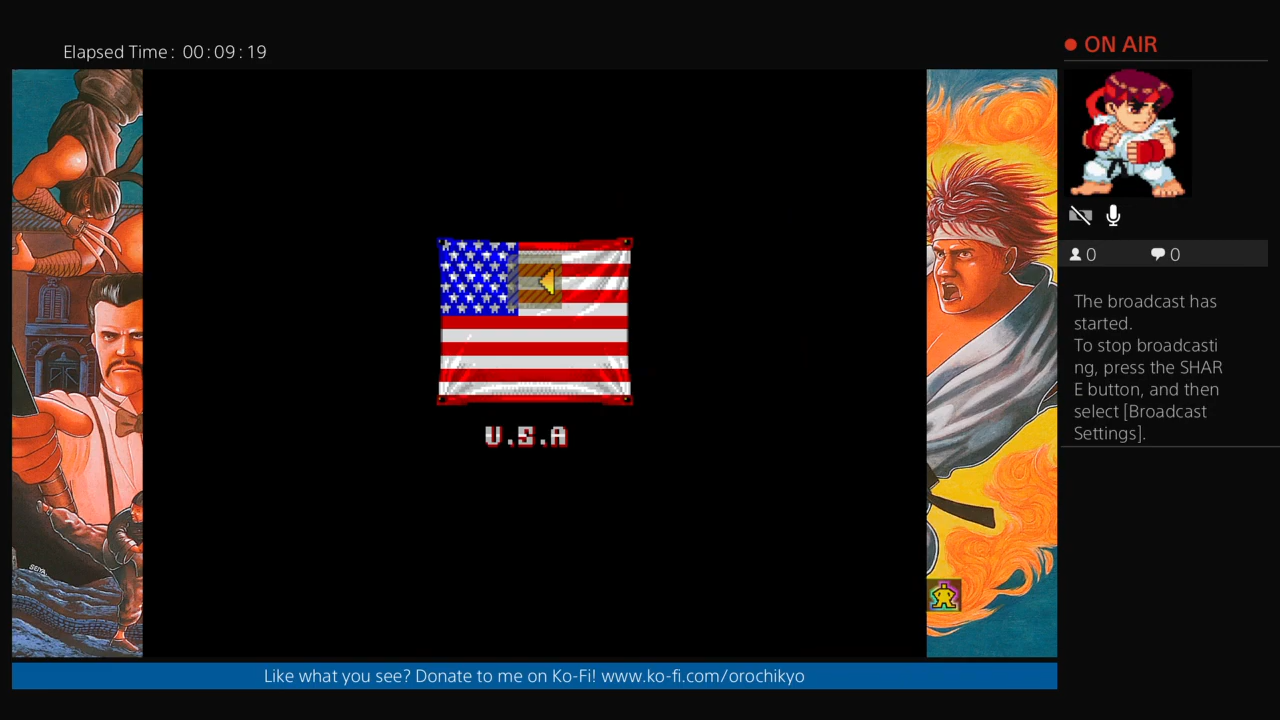 Elapsed Time: 00:09:19
ON AIR
0 0
The broadcast has
started.
To stop broadcasti
ng, press the SHAR
E button, and then
select [Broadcast
Settings].
U.S.A
SEIYA
Like what you see? Donate to me on Ko-Fi! www.ko-fi.com/orochikyo